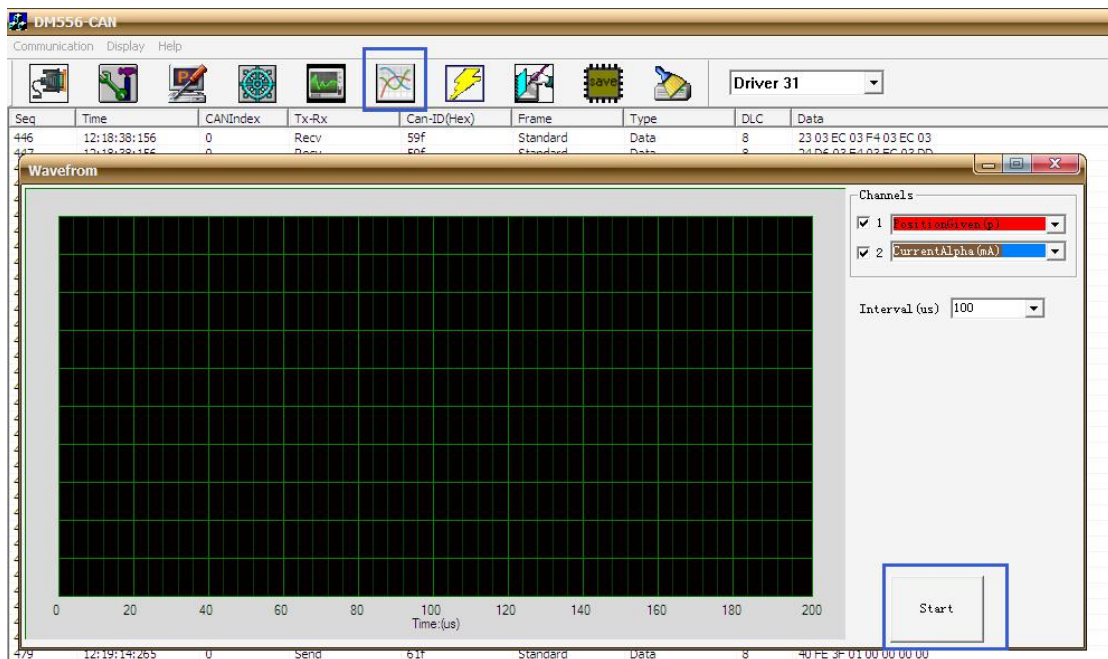 DM556-CAN
Communication Display Help
save
Driver 31
Seq Time CANIndex Tx-Rx Can-ID(Hex) Frame Type DLC Data
446 12:18:38:156 0 Recv 59f Standard Data 8 23 03 EC 03 F4 03 EC 03
Wavefrom
Channels
1 PositionGiven(p)
2 CurrentAlpha(mA)
Interval(us) 100
Start
0 20 40 60 80 100 120 140 160 180 200
Time:(us)
479 12:19:14:265 0 Send 61f Standard Data 8 40 FE 3F 01 00 00 00 00